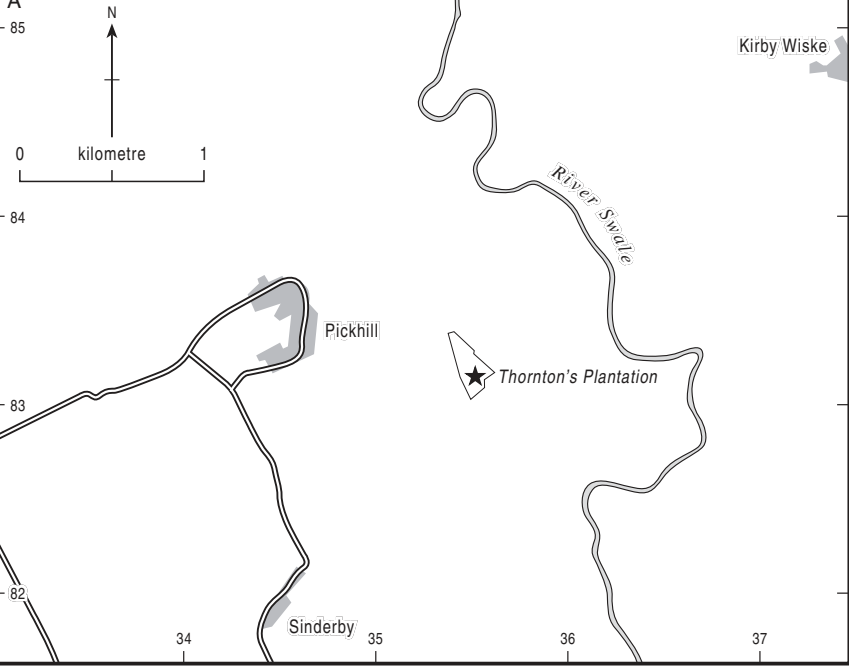 A
85
N
Kirby Wiske
0 kilometre 1
River Swale
84
Pickhill
Thornton's Plantation
83
82
Sinderby
34 35 36 37